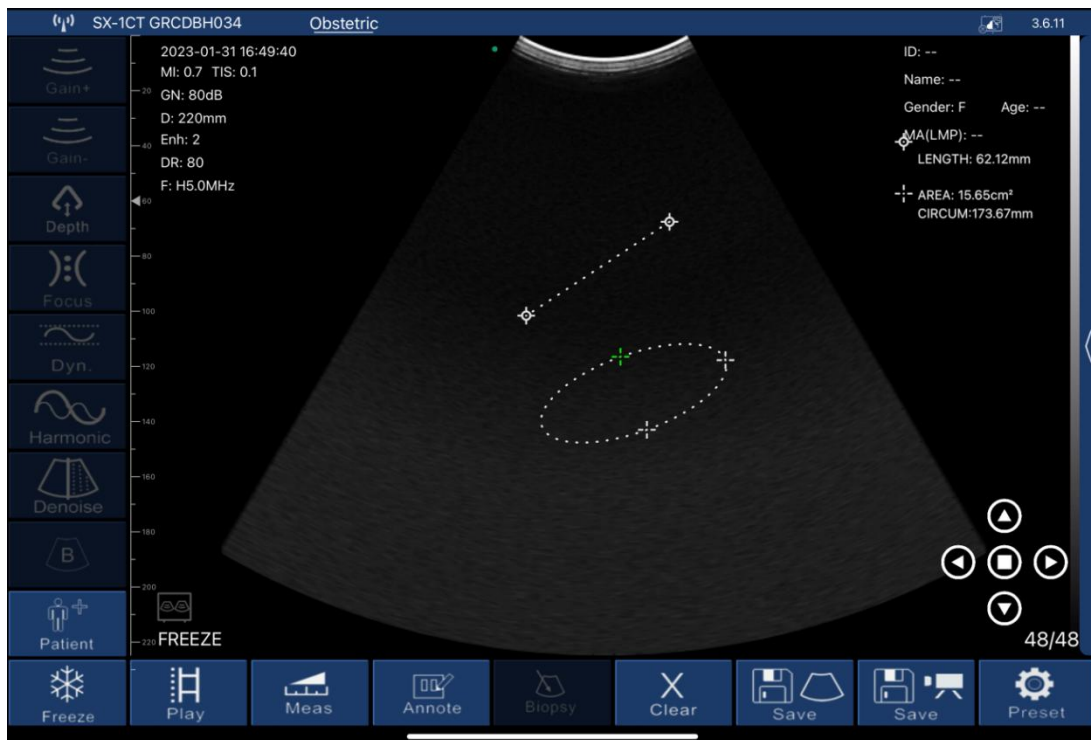 SX-1CT GRCDBH034 Obstetric 3.6.11
2023-01-31 16:49:40
MI: 0.7 TIS: 0.1
GN: 80dB
D: 220mm
Enh: 2
DR: 80
F: H5.0MHz
ID: --
Name: --
Gender: F Age: --
MA(LMP): --
LENGTH: 62.12mm
AREA: 15.65cm²
CIRCUM:173.67mm
Gain+
Gain-
Depth
Focus
Dyn.
Harmonic
Denoise
B
Patient
20
40
60
80
100
120
140
160
180
200
220
FREEZE
48/48
Freeze
Play
Meas
Annote
Biopsy
X
Clear
Save
Save
Preset